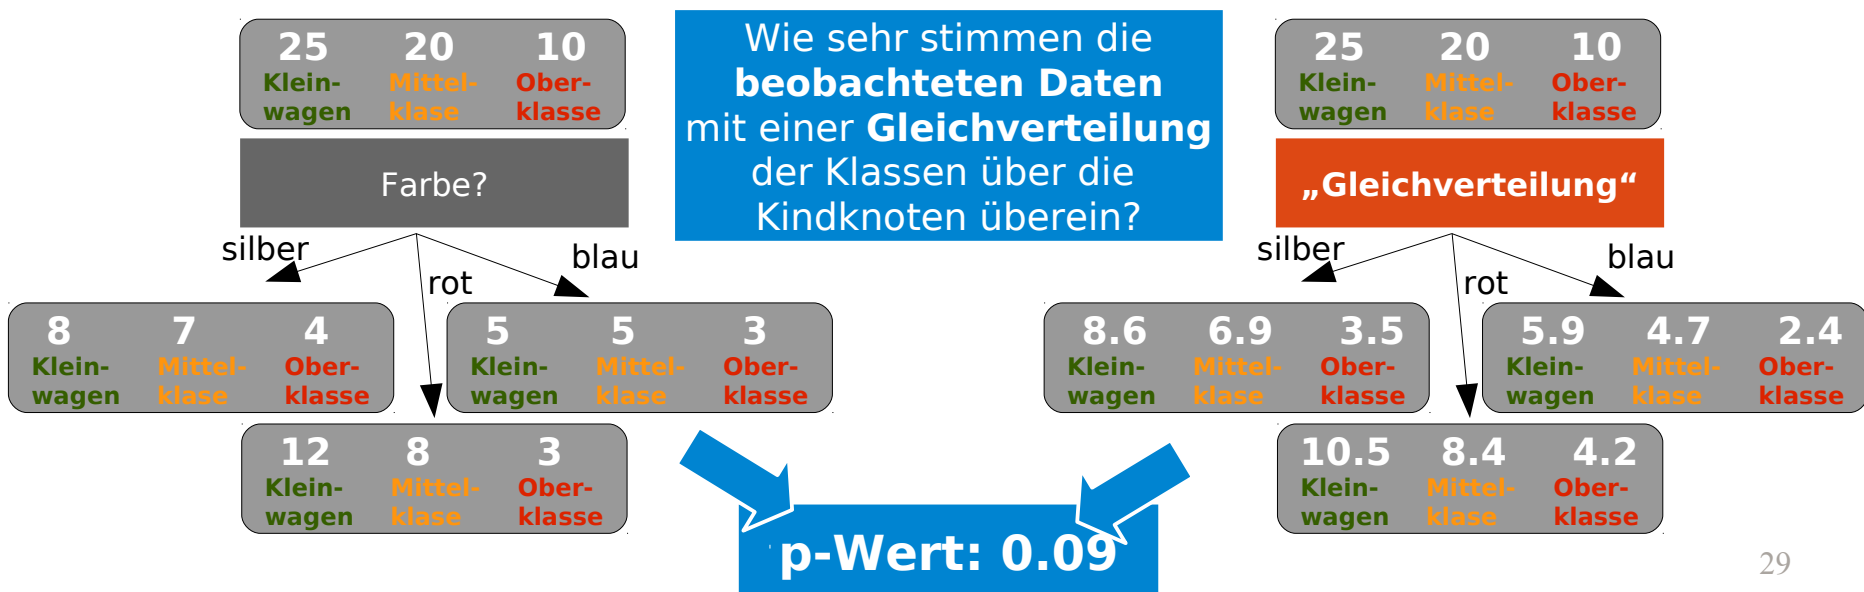 25 20 10
Klein- Mittel- Ober-
wagen klase klasse
Farbe?
silber
rot
blau
8 7 4
Klein- Mittel- Ober-
wagen klase klasse
5 5 3
Klein- Mittel- Ober-
wagen klase klasse
12 8 3
Klein- Mittel- Ober-
wagen klase klasse
Wie sehr stimmen die
beobachteten Daten
mit einer Gleichverteilung
der Klassen über die
Kindknoten überein?
25 20 10
Klein- Mittel- Ober-
wagen klase klasse
„Gleichverteilung“
silber
rot
blau
8.6 6.9 3.5
Klein- Mittel- Ober-
wagen klase klasse
5.9 4.7 2.4
Klein- Mittel- Ober-
wagen klase klasse
10.5 8.4 4.2
Klein- Mittel- Ober-
wagen klase klasse
p-Wert: 0.09
29